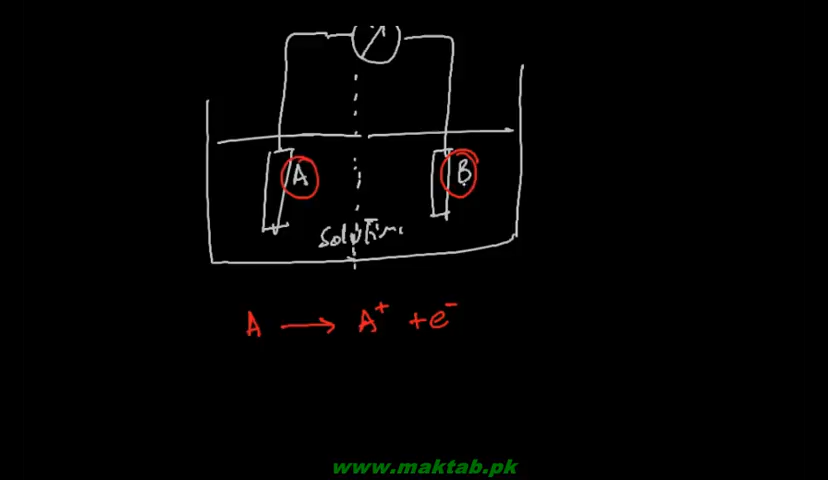 A
B
Solution
A → A⁺ + e⁻
www.maktab.pk